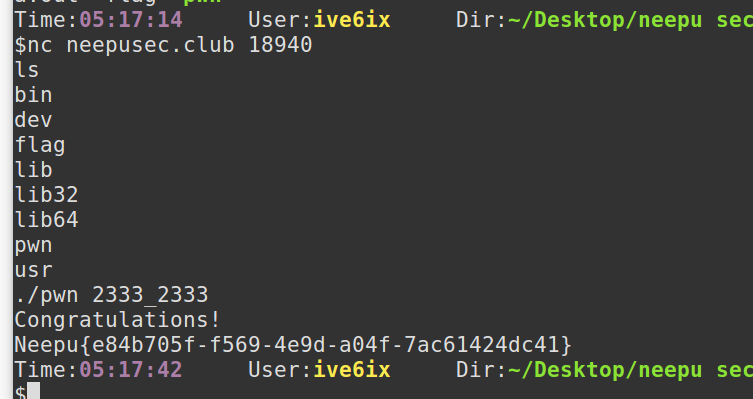 Time:05:17:14 User:ive6ix Dir:~/Desktop/neepu sec
$nc neepusec.club 18940
ls
bin
dev
flag
lib
lib32
lib64
pwn
usr
./pwn 2333_2333
Congratulations!
Neepu{e84b705f-f569-4e9d-a04f-7ac61424dc41}
Time:05:17:42 User:ive6ix Dir:~/Desktop/neepu sec
$